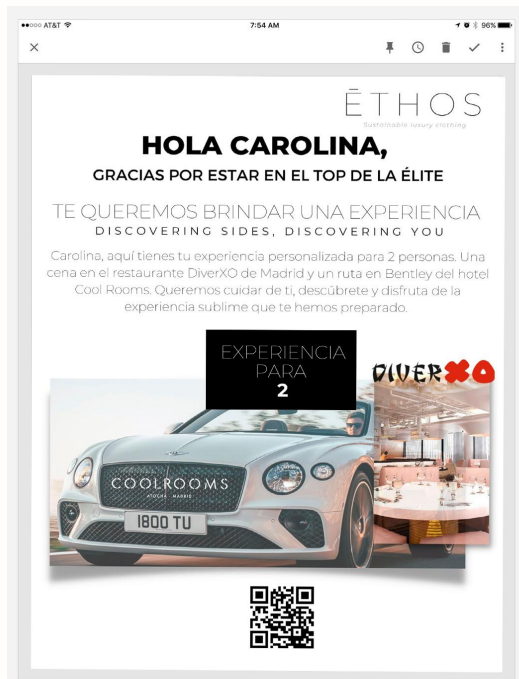 AT&T
7:54 AM
96%
ĒTHOS
Sustainable luxury clothing
HOLA CAROLINA,
GRACIAS POR ESTAR EN EL TOP DE LA ÉLITE
TE QUEREMOS BRINDAR UNA EXPERIENCIA
DISCOVERING SIDES, DISCOVERING YOU
Carolina, aquí tienes tu experiencia personalizada para 2 personas. Una
cena en el restaurante DiverXO de Madrid y un ruta en Bentley del hotel
Cool Rooms. Queremos cuidar de ti, descúbrete y disfruta de la
experiencia sublime que te hemos preparado.
EXPERIENCIA
PARA
2
DIVERXO
COOLROOMS
ATOCHA MADRID
1800 TU